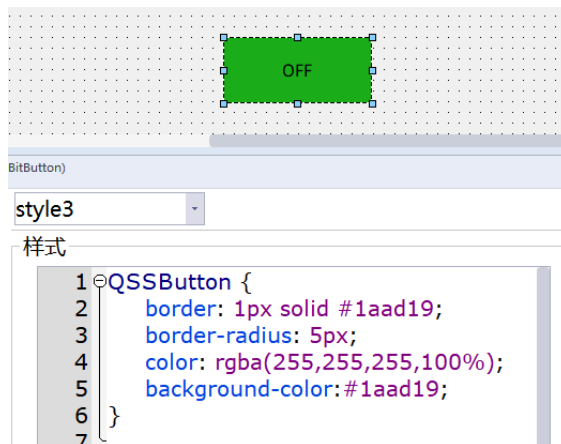 OFF
BitButton)
style3
样式
1 QSSButton {
2 border: 1px solid #1aad19;
3 border-radius: 5px;
4 color: rgba(255,255,255,100%);
5 background-color:#1aad19;
6 }
7